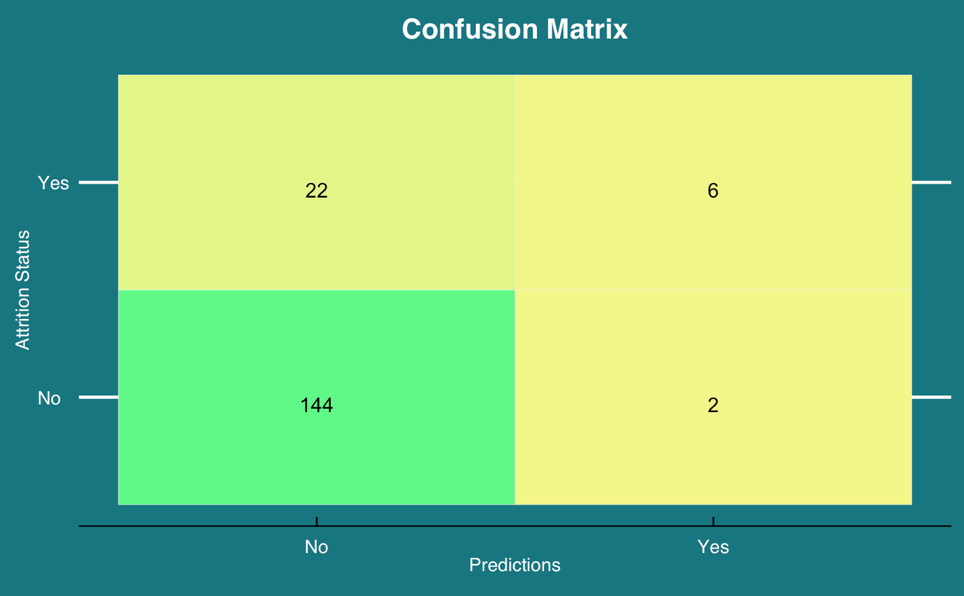 Confusion Matrix
Yes
22
6
Attrition Status
No
144
2
No
Yes
Predictions